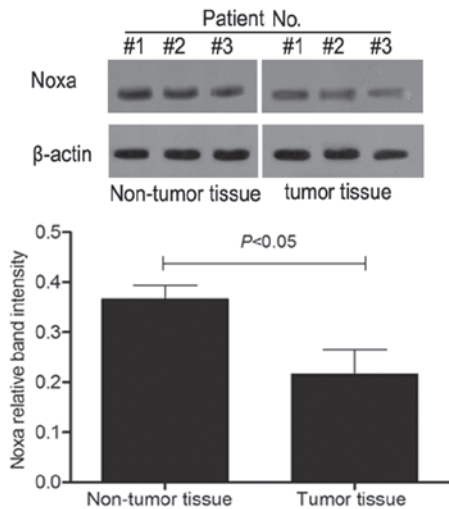 Patient No.
#1 #2 #3 #1 #2 #3
Noxa
β-actin
Non-tumor tissue tumor tissue
P<0.05
Noxa relative band intensity
0.5
0.4
0.3
0.2
0.1
0.0
Non-tumor tissue Tumor tissue